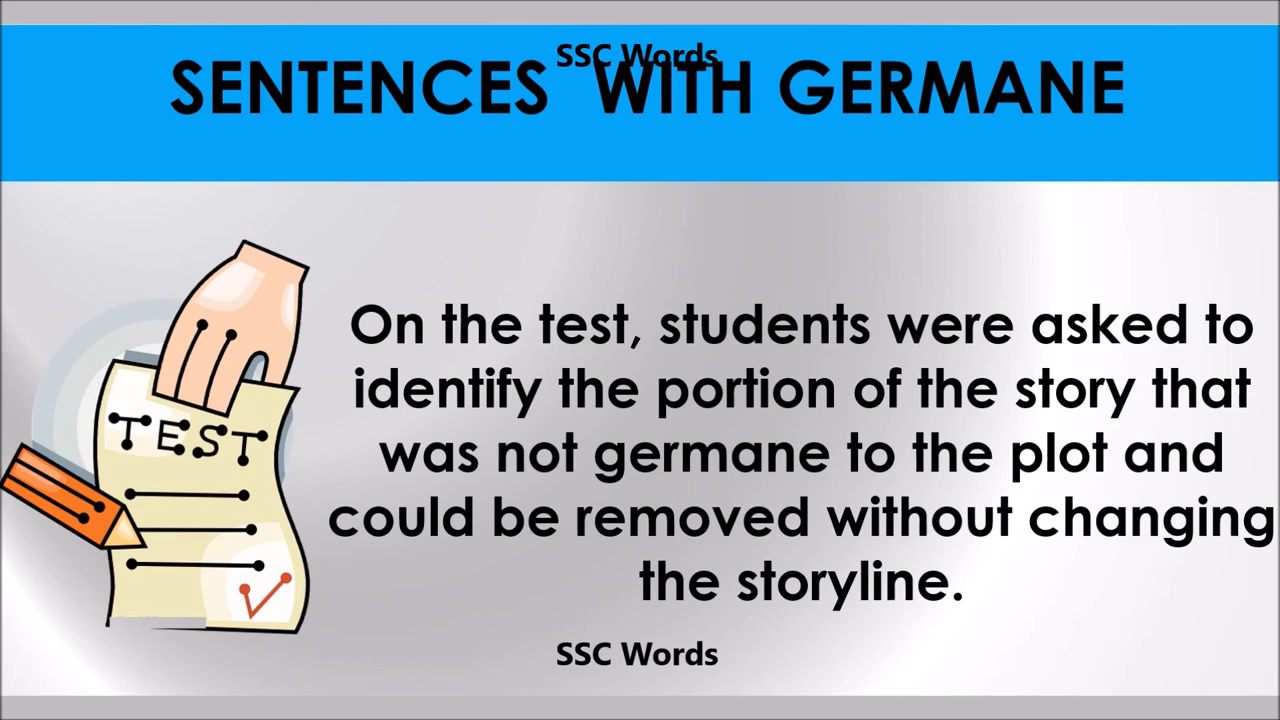 SSC Words
SENTENCES WITH GERMANE
TEST
On the test, students were asked to
identify the portion of the story that
was not germane to the plot and
could be removed without changing
the storyline.
SSC Words